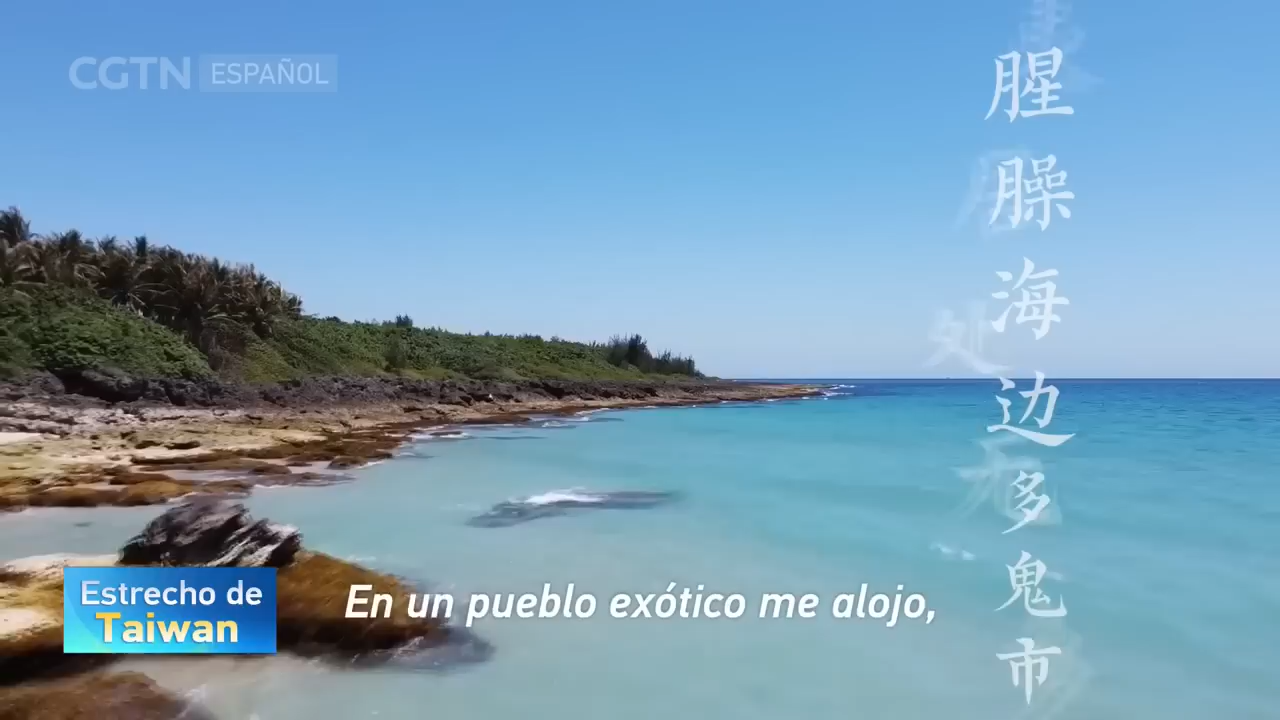 CGTN ESPAÑOL
腥臊海边多鬼市
Estrecho de
Taiwan
En un pueblo exótico me alojo,